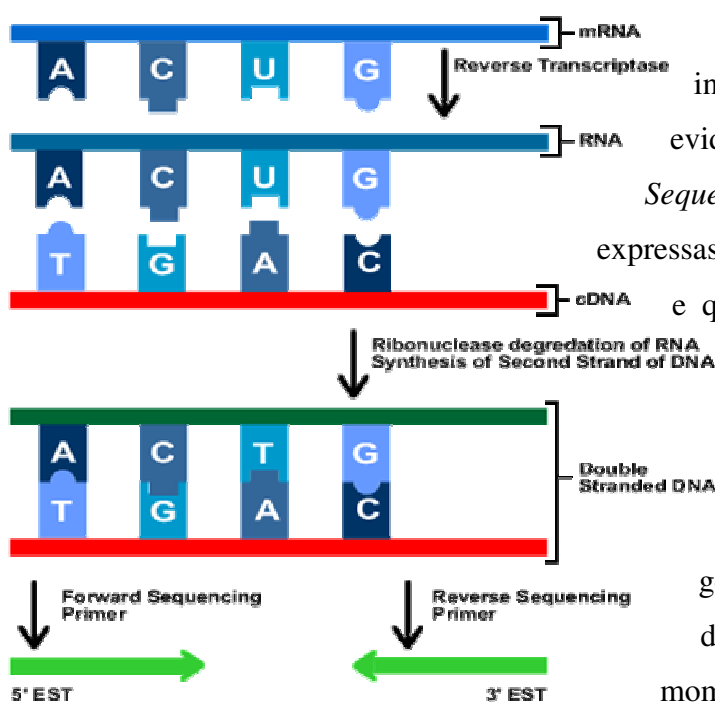 mRNA
A C U G
Reverse Transcriptase
in
RNA
evid
A C U G
Seque
T G A C
expressas
cDNA
e q
Ribonuclease degredation of RNA
Synthesis of Second Strand of DNA
A C T G
Double
Stranded DNA
T G A C
Forward Sequencing
Primer
Reverse Sequencing
Primer
g
d
5' EST
3' EST
mon